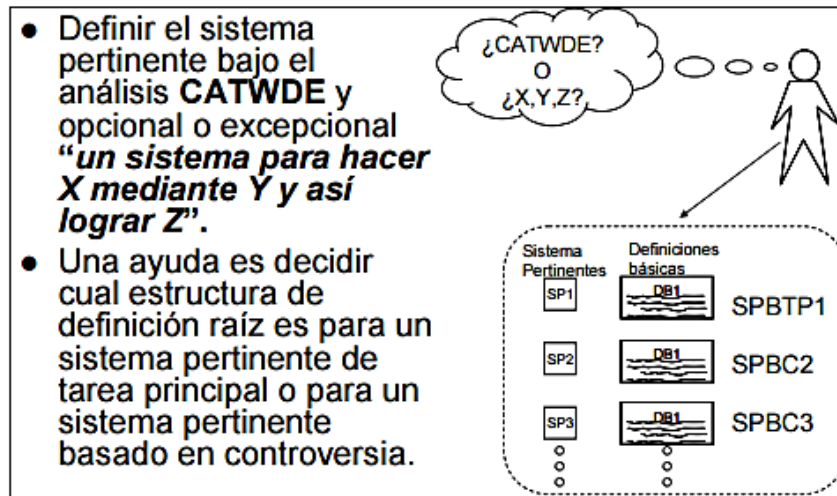 ● Definir el sistema
pertinente bajo el
análisis CATWDE y
opcional o excepcional
“un sistema para hacer
X mediante Y y así
lograr Z”.
● Una ayuda es decidir
cual estructura de
definición raíz es para un
sistema pertinente de
tarea principal o para un
sistema pertinente
basado en controversia.
¿CATWDE?
O
¿X,Y,Z?
Sistema
Pertinentes
Definiciones
básicas
SP1
DB1
SPBTP1
SP2
DB1
SPBC2
SP3
DB1
SPBC3